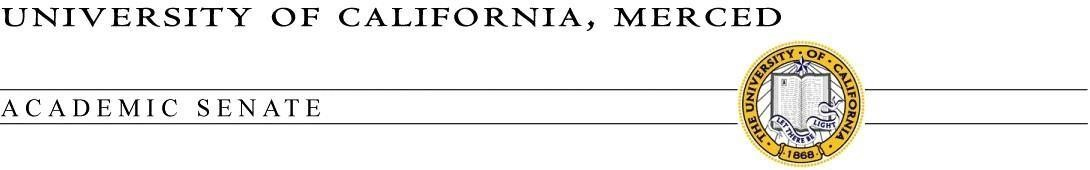 UNIVERSITY OF CALIFORNIA, MERCED
ACADEMIC SENATE
THE UNIVERSITY OF CALIFORNIA
LET THERE BE LIGHT
1868